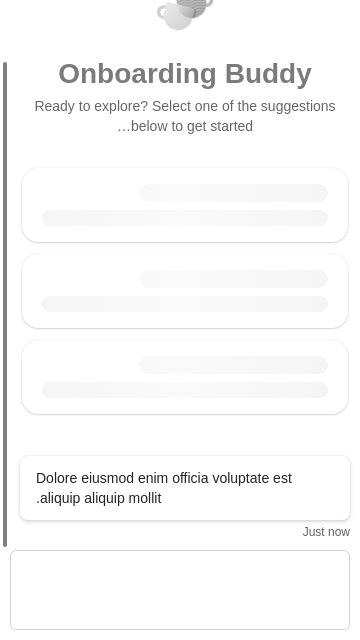 Onboarding Buddy
Ready to explore? Select one of the suggestions
…below to get started
Dolore eiusmod enim officia voluptate est
.aliquip aliquip mollit
Just now